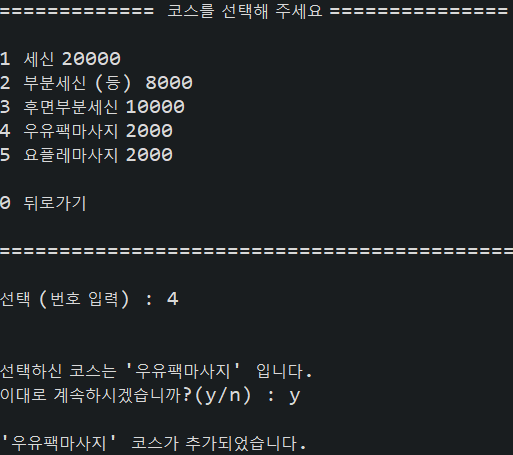 ============= 코스를 선택해 주세요 ===============
1 세신 20000
2 부분세신 (등) 8000
3 후면부분세신 10000
4 우유팩마사지 2000
5 요플레마사지 2000
0 뒤로가기
===========================================
선택 (번호 입력) : 4
선택하신 코스는 '우유팩마사지' 입니다.
이대로 계속하시겠습니까?(y/n) : y
'우유팩마사지' 코스가 추가되었습니다.